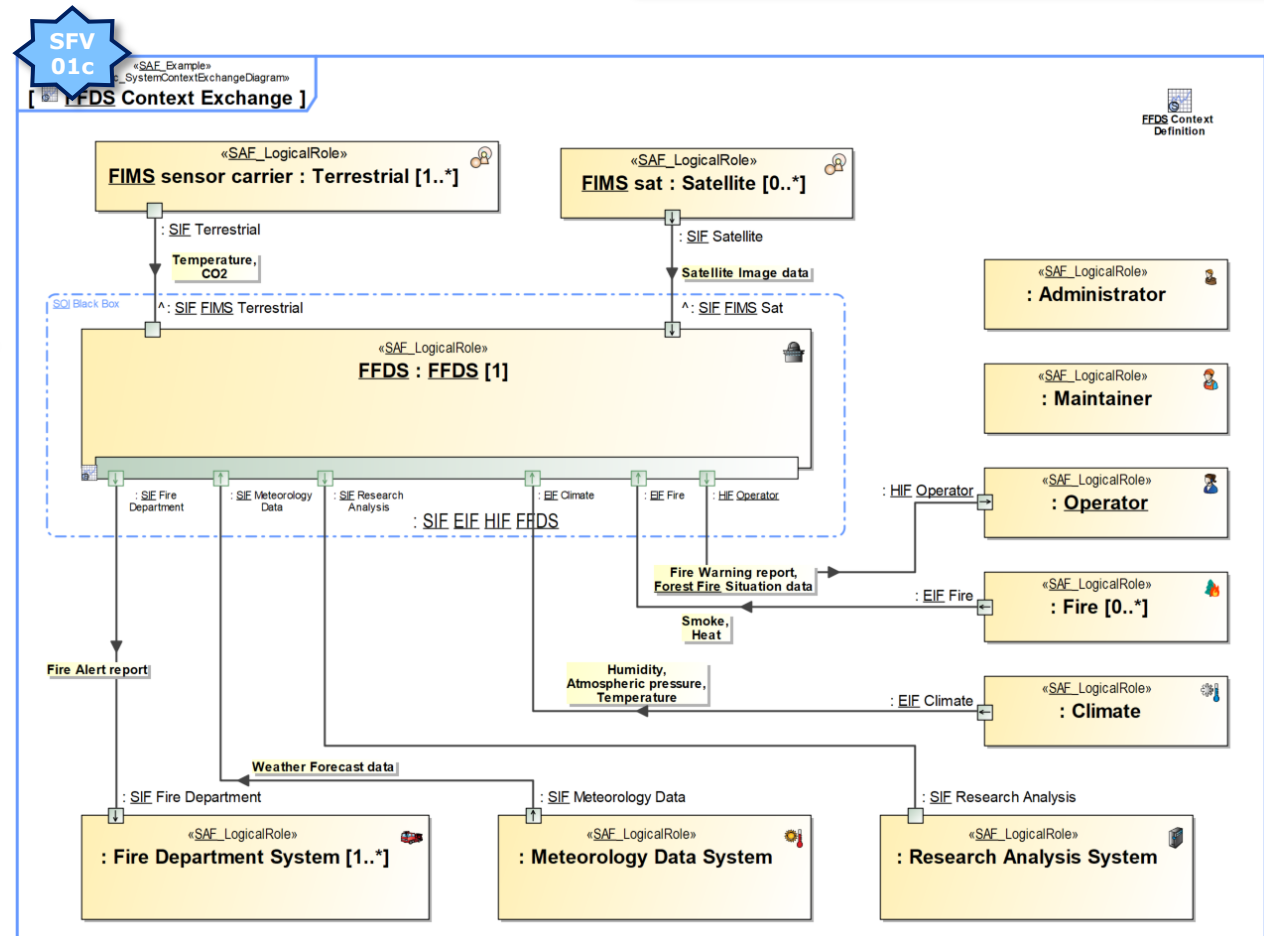 SFV
01c
«SAF_Example»
c_SystemContextExchangeDiagram»
[ FFDS Context Exchange ]
FFDS Context
Definition
«SAF_LogicalRole»
FIMS sensor carrier : Terrestrial [1..*]
«SAF_LogicalRole»
FIMS sat : Satellite [0..*]
: SIF Terrestrial
: SIF Satellite
Temperature,
CO2
Satellite Image data
SOI Black Box
^ : SIF FIMS Terrestrial
^ : SIF FIMS Sat
«SAF_LogicalRole»
FFDS : FFDS [1]
: SIF Fire
Department
: SIF Meteorology
Data
: SIF Research
Analysis
: EIF Climate
: EIF Fire
: HIF Operator
: SIF EIF HIF FFDS
«SAF_LogicalRole»
: Administrator
«SAF_LogicalRole»
: Maintainer
: HIF Operator
«SAF_LogicalRole»
: Operator
Fire Warning report,
Forest Fire Situation data
: EIF Fire
«SAF_LogicalRole»
: Fire [0..*]
Smoke,
Heat
Fire Alert report
Humidity,
Atmospheric pressure,
Temperature
: EIF Climate
«SAF_LogicalRole»
: Climate
Weather Forecast data
: SIF Fire Department
: SIF Meteorology Data
: SIF Research Analysis
«SAF_LogicalRole»
: Fire Department System [1..*]
«SAF_LogicalRole»
: Meteorology Data System
«SAF_LogicalRole»
: Research Analysis System